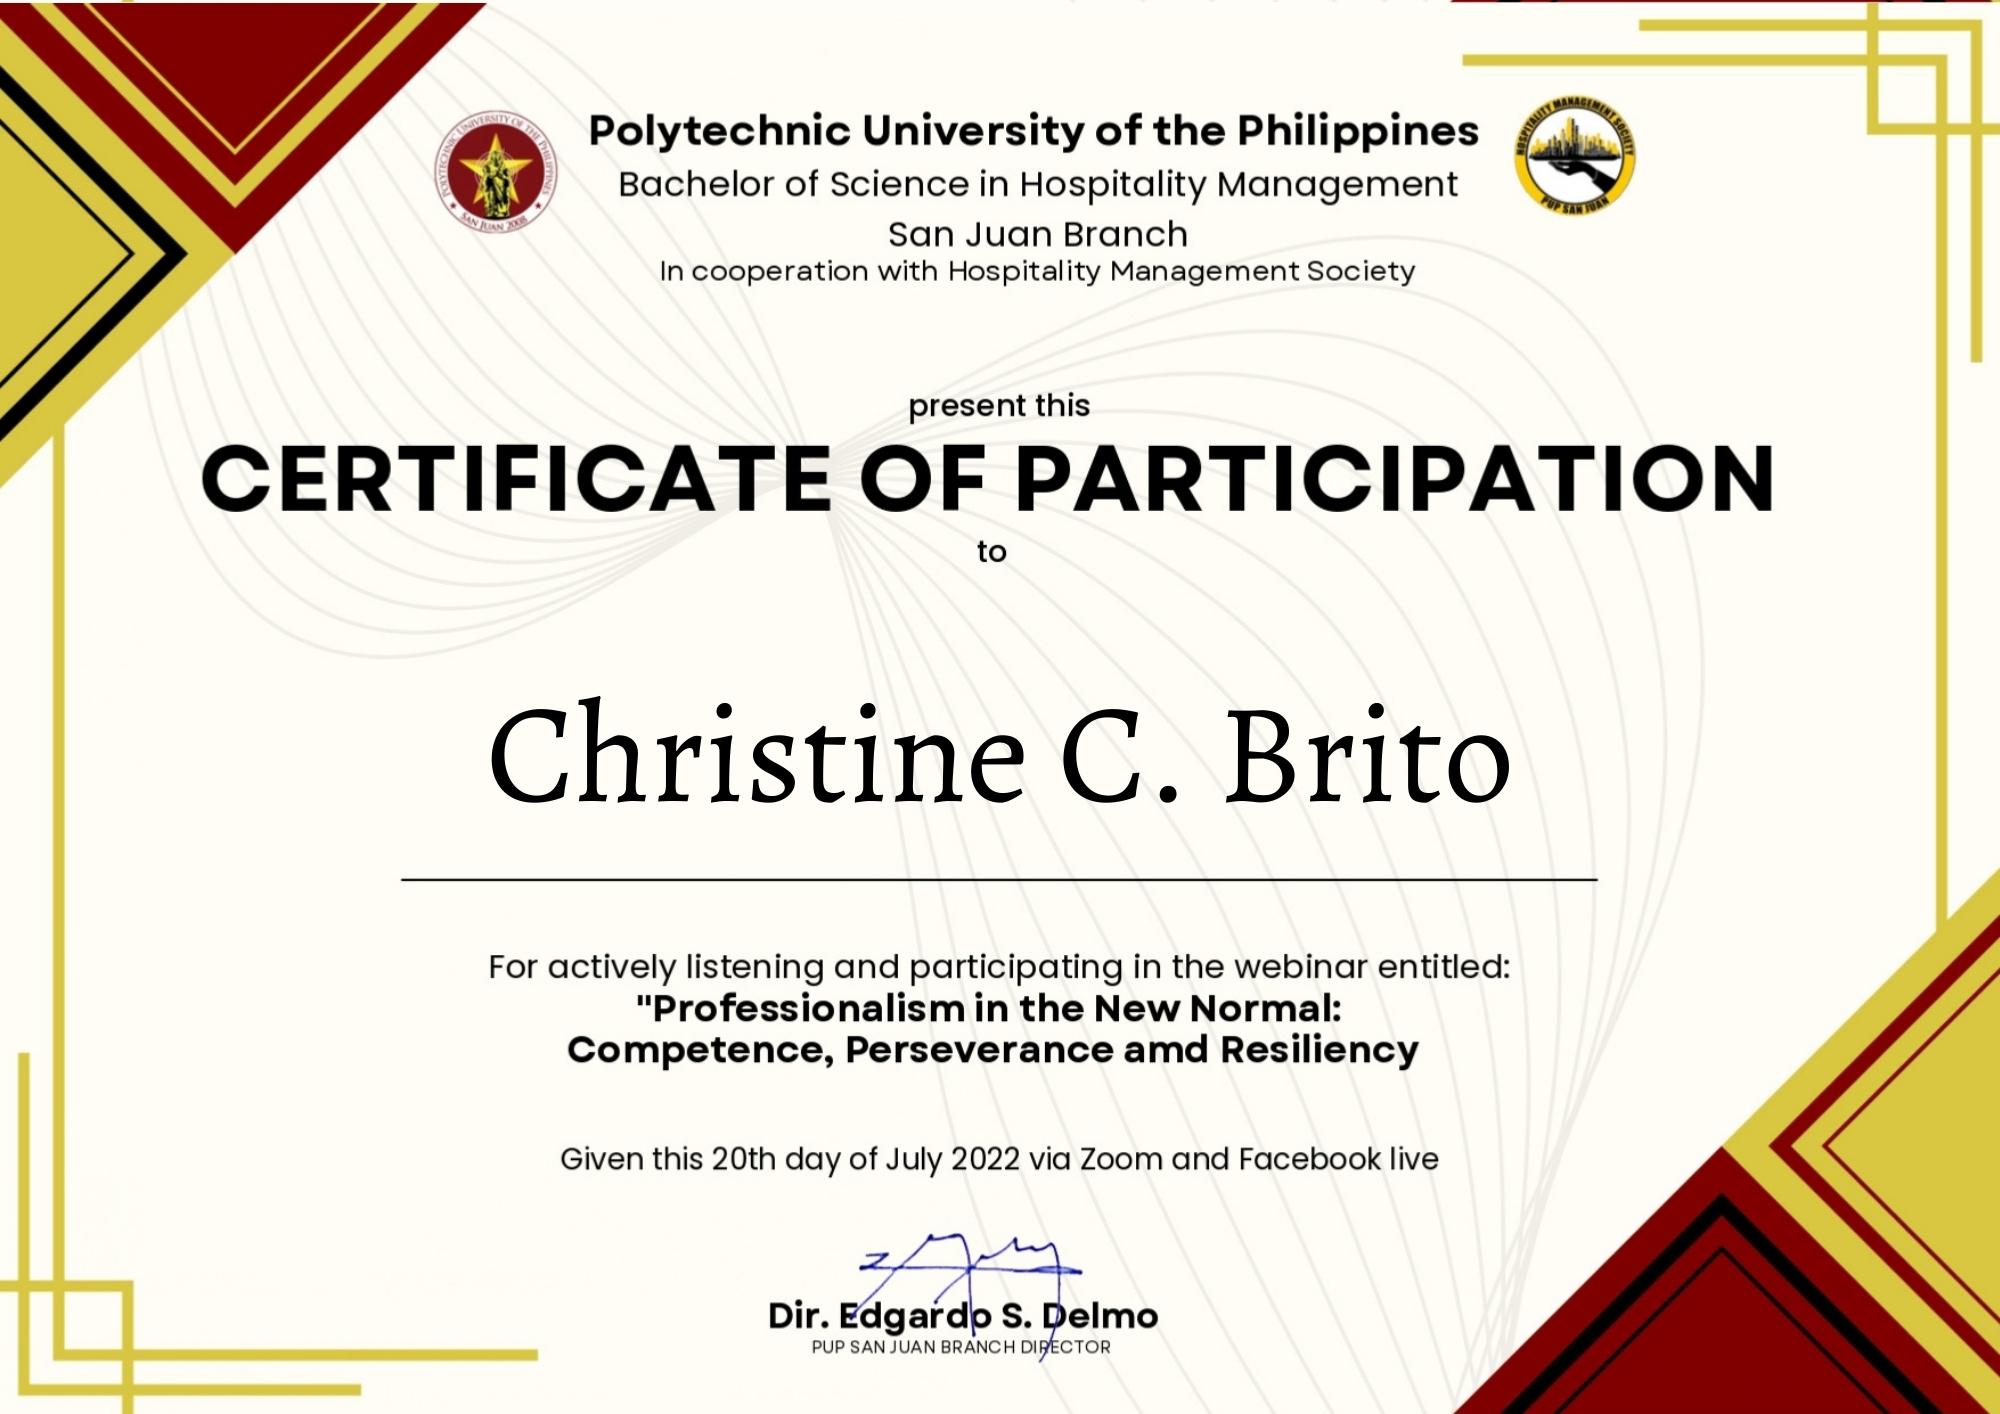 POLYTECHNIC UNIVERSITY OF THE PHILIPPINES
SAN JUAN 2008
Polytechnic University of the Philippines
Bachelor of Science in Hospitality Management
San Juan Branch
In cooperation with Hospitality Management Society
HOSPITALITY MANAGEMENT SOCIETY
PUP SAN JUAN
present this
CERTIFICATE OF PARTICIPATION
to
Christine C. Brito
For actively listening and participating in the webinar entitled:
"Professionalism in the New Normal:
Competence, Perseverance amd Resiliency
Given this 20th day of July 2022 via Zoom and Facebook live
Dir. Edgardo S. Delmo
PUP SAN JUAN BRANCH DIRECTOR